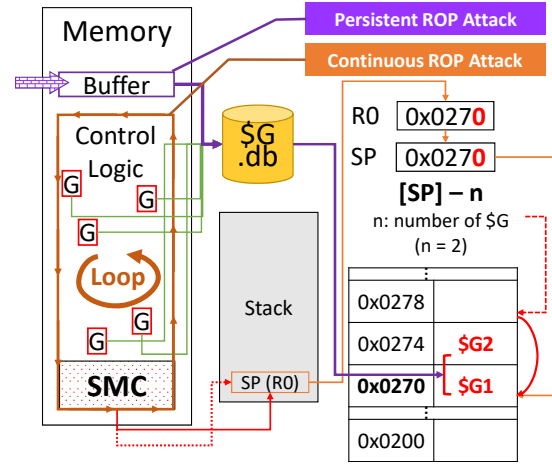 Memory
Persistent ROP Attack
Continuous ROP Attack
Buffer
Control
Logic
G
G
G
G
G
Loop
SMC
$G
.db
Stack
SP (R0)
R0
0x0270
SP
0x0270
[SP] – n
n: number of $G
(n = 2)
0x0278
0x0274
$G2
0x0270
$G1
0x0200